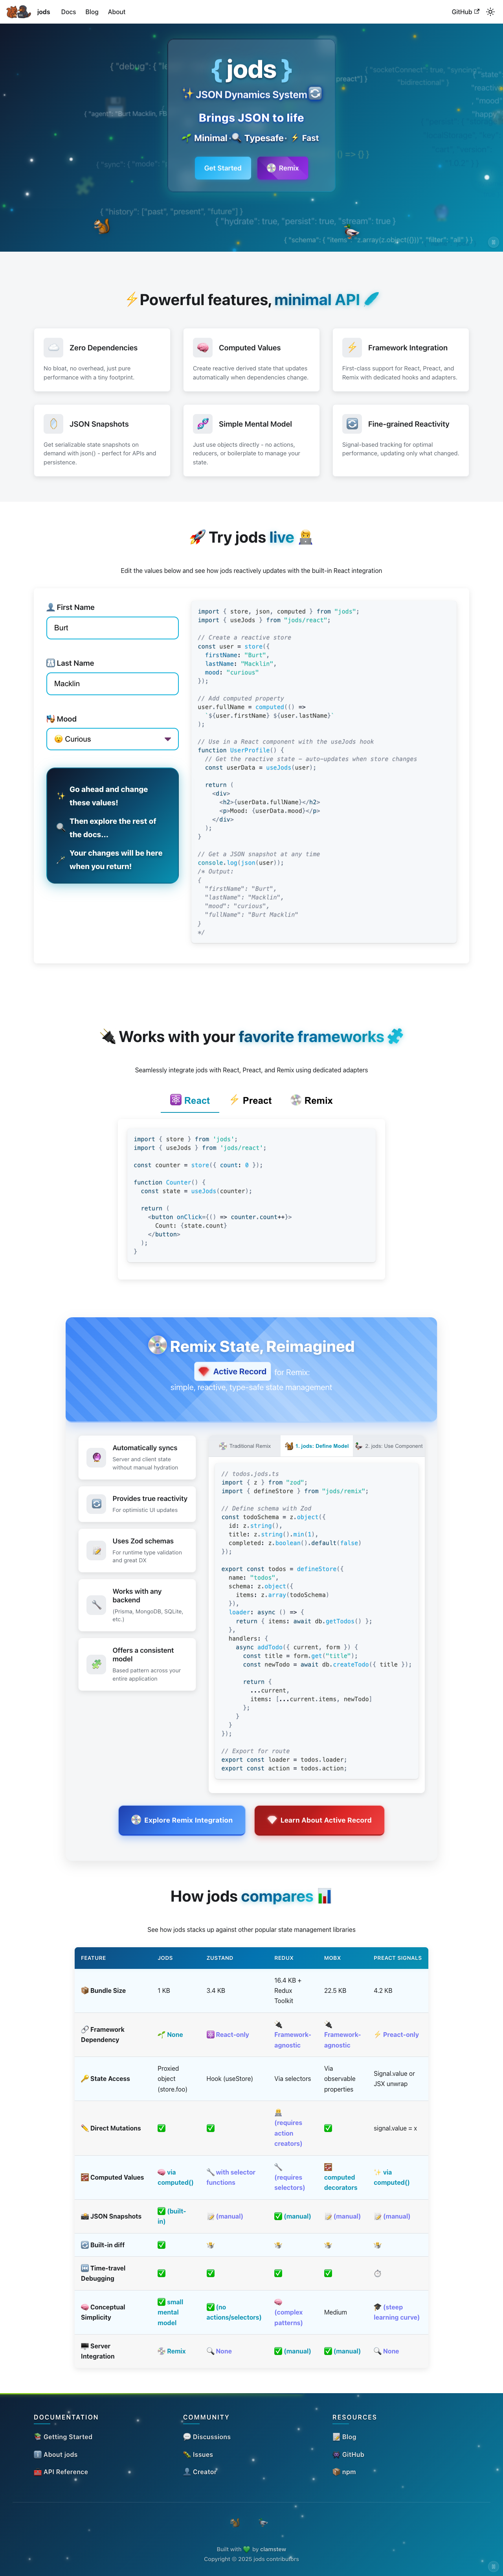 jods Docs Blog About GitHub
{ "debug": {
{ "socketConnect": true, "syncInt
bidirectional" }
{ "state"
"reactiv
"mood"
"happy"
preact"] }
{ "agent": "Burt Macklin, FB
{ "sync": { "mode": "
() => {} }
{ "history": ["past", "present", "future"] }
{ "hydrate": true, "persist": true, "stream": true }
{ "schema": { "items": "z.array(z.object({}))", "filter": "all" } }
{ jods }
✨ JSON Dynamics System 🔄
Brings JSON to life
🌱 Minimal 🔍 Typesafe ⚡ Fast
Get Started
💿 Remix
⚡Powerful features, minimal API
Zero Dependencies
No bloat, no overhead, just pure
performance with a tiny footprint.
Computed Values
Create reactive derived state that updates
automatically when dependencies change.
Framework Integration
First-class support for React, Preact, and
Remix with dedicated hooks and adapters.
JSON Snapshots
Get serializable state snapshots on
demand with json() - perfect for APIs and
persistence.
Simple Mental Model
Just use objects directly - no actions,
reducers, or boilerplate to manage your
state.
Fine-grained Reactivity
Signal-based tracking for optimal
performance, updating only what changed.
🚀 Try jods live
Edit the values below and see how jods reactively updates with the built-in React integration
First Name
Burt
Last Name
Macklin
Mood
Curious
Go ahead and change
these values!
Then explore the rest of
the docs...
Your changes will be here
when you return!
import { store, json, computed } from "jods";
import { useJods } from "jods/react";
// Create a reactive store
const user = store({
firstName: "Burt",
lastName: "Macklin",
mood: "curious"
});
// Add computed property
user.fullName = computed(() =>
`${user.firstName} ${user.lastName}`
);
// Use in a React component with the useJods hook
function UserProfile() {
// Get the reactive state – auto-updates when store changes
const userData = useJods(user);
return (
<div>
<h2>{userData.fullName}</h2>
<p>Mood: {userData.mood}</p>
</div>
);
}
// Get a JSON snapshot at any time
console.log(json(user));
/* Output:
{
"firstName": "Burt",
"lastName": "Macklin",
"mood": "curious",
"fullName": "Burt Macklin"
}
*/
Works with your favorite frameworks
Seamlessly integrate jods with React, Preact, and Remix using dedicated adapters
React Preact Remix
import { store } from 'jods';
import { useJods } from 'jods/react';
const counter = store({ count: 0 });
function Counter() {
const state = useJods(counter);
return (
<button onClick={() => counter.count++}>
Count: {state.count}
</button>
);
}
Remix State, Reimagined
Active Record for Remix:
simple, reactive, type-safe state management
Automatically syncs
Server and client state
without manual hydration
Provides true reactivity
For optimistic UI updates
Uses Zod schemas
For runtime type validation
and great DX
Works with any
backend
(Prisma, MongoDB, SQLite,
etc.)
Offers a consistent
model
Based pattern across your
entire application
Traditional Remix 1. jods: Define Model 2. jods: Use Component
// todos.jods.ts
import { z } from "zod";
import { defineStore } from "jods/remix";
// Define schema with Zod
const todoSchema = z.object({
id: z.string(),
title: z.string().min(1),
completed: z.boolean().default(false)
});
export const todos = defineStore({
name: "todos",
schema: z.object({
items: z.array(todoSchema)
}),
loader: async () => {
return { items: await db.getTodos() };
},
handlers: {
async addTodo({ current, form }) {
const title = form.get("title");
const newTodo = await db.createTodo({ title });
return {
...current,
items: [...current.items, newTodo]
};
}
}
});
// Export for route
export const loader = todos.loader;
export const action = todos.action;
Explore Remix Integration
Learn About Active Record
How jods compares
See how jods stacks up against other popular state management libraries
FEATURE JODS ZUSTAND REDUX MOBX PREACT SIGNALS
Bundle Size 1 KB 3.4 KB 16.4 KB + Redux Toolkit 22.5 KB 4.2 KB
Framework Dependency None React-only Framework-agnostic Framework-agnostic Preact-only
State Access Proxied object (store.foo) Hook (useStore) Via selectors Via observable properties Signal.value or JSX unwrap
Direct Mutations ✅ ✅ (requires action creators) ✅ signal.value = x
Computed Values via computed() with selector functions (requires selectors) computed decorators via computed()
JSON Snapshots ✅ (built-in) (manual) ✅ (manual) (manual) (manual)
Built-in diff ✅
Time-travel Debugging ✅ ✅ ✅ ✅
Conceptual Simplicity ✅ small mental model ✅ (no actions/selectors) (complex patterns) Medium (steep learning curve)
Server Integration Remix None ✅ (manual) ✅ (manual) None
DOCUMENTATION
Getting Started
About jods
API Reference
COMMUNITY
Discussions
Issues
Creator
RESOURCES
Blog
GitHub
npm
Built with 💚 by clamstew
Copyright © 2025 jods contributors